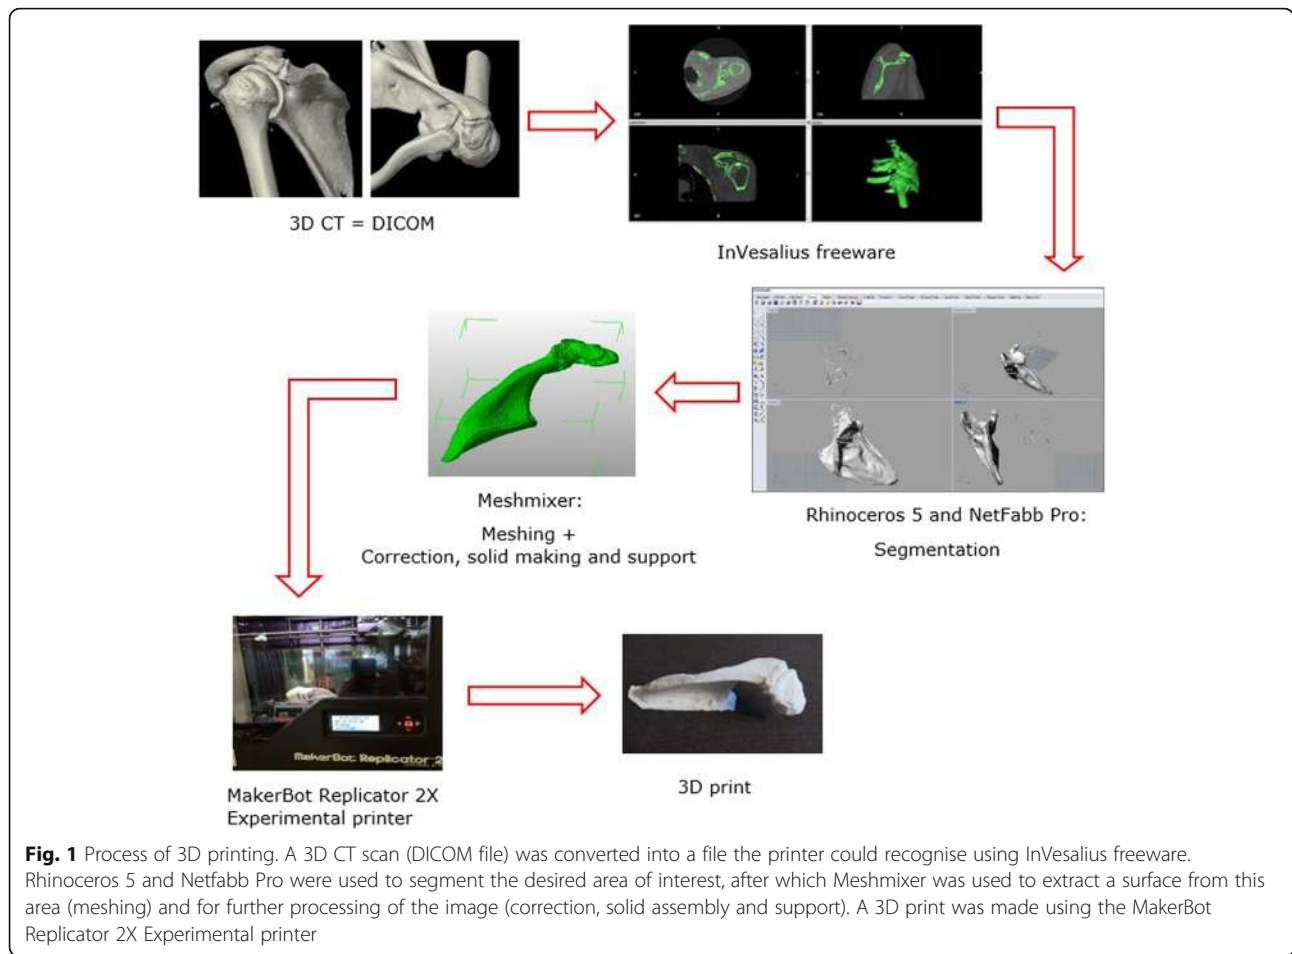 3D CT = DICOM
InVesalius freeware
Rhinoceros 5 and NetFabb Pro:
Segmentation
Meshmixer:
Meshing +
Correction, solid making and support
MakerBot Replicator 2
MakerBot Replicator 2X
Experimental printer
3D print
Fig. 1 Process of 3D printing. A 3D CT scan (DICOM file) was converted into a file the printer could recognise using InVesalius freeware.
Rhinoceros 5 and Netfabb Pro were used to segment the desired area of interest, after which Meshmixer was used to extract a surface from this
area (meshing) and for further processing of the image (correction, solid assembly and support). A 3D print was made using the MakerBot
Replicator 2X Experimental printer